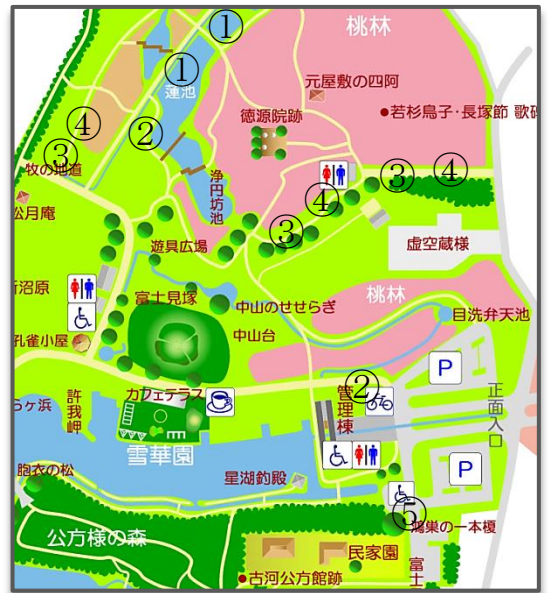 ①
桃林
①
蓮池
元屋敷の四阿
④
徳源院跡
●若杉鳥子・長塚節 歌碑
②
③
牧の地道
③
④
④
浄円坊池
松月庵
③
遊具広場
虚空蔵様
桃林
富士見塚
中山のせせらぎ
目洗弁天池
孔雀小屋
中山台
P
②
カフェテラス
管理棟
正面入口
許我岬
雪華園
胞衣の松
星湖釣殿
P
⑤
鴻巣の一本榎
公方様の森
民家園
●古河公方館跡
富士